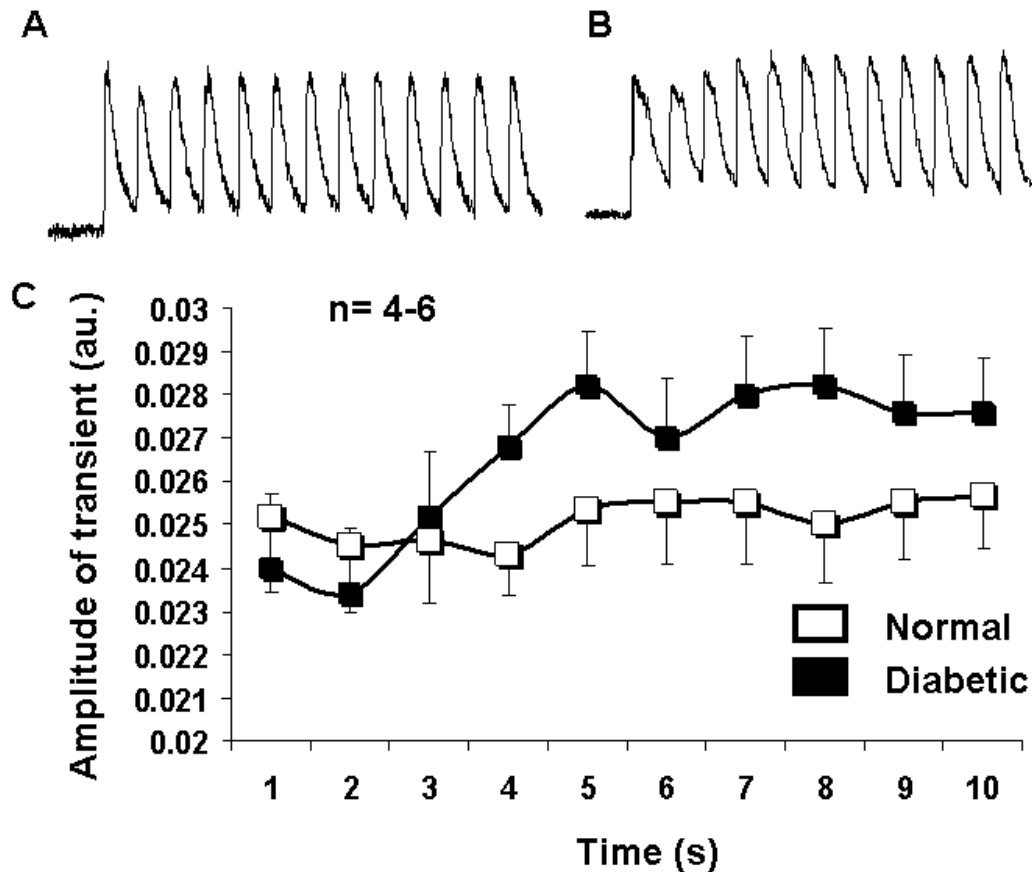 A
B
C
n= 4-6
Amplitude of transient (au.)
0.03
0.029
0.028
0.027
0.026
0.025
0.024
0.023
0.022
0.021
0.02
Normal
Diabetic
1 2 3 4 5 6 7 8 9 10
Time (s)